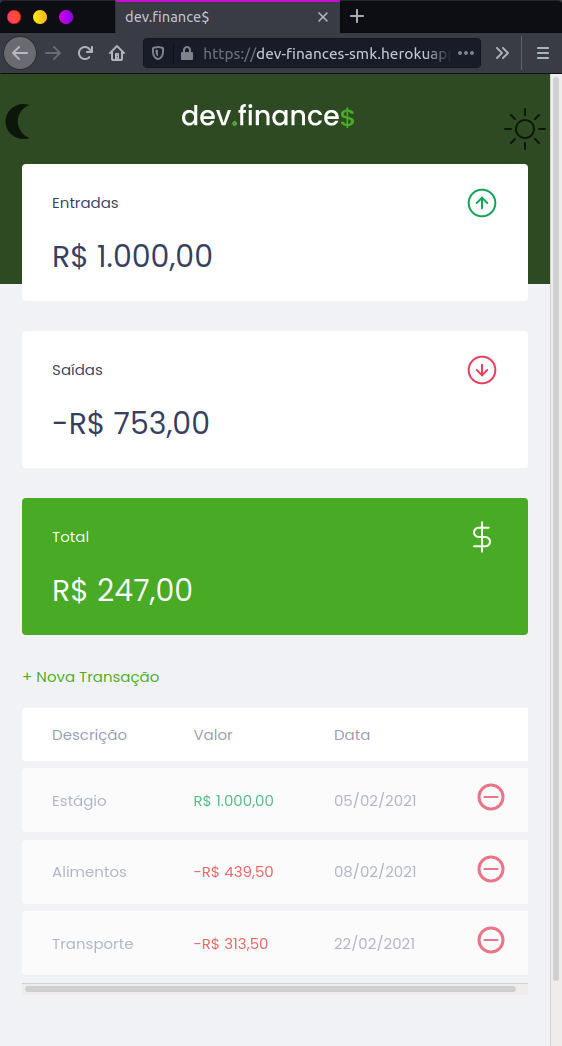 dev.finance$
https://dev-finances-smk.herokuap
dev.finance$
Entradas
R$ 1.000,00
Saídas
-R$ 753,00
Total
$
R$ 247,00
+ Nova Transação
Descrição Valor Data
Estágio R$ 1.000,00 05/02/2021
Alimentos -R$ 439,50 08/02/2021
Transporte -R$ 313,50 22/02/2021